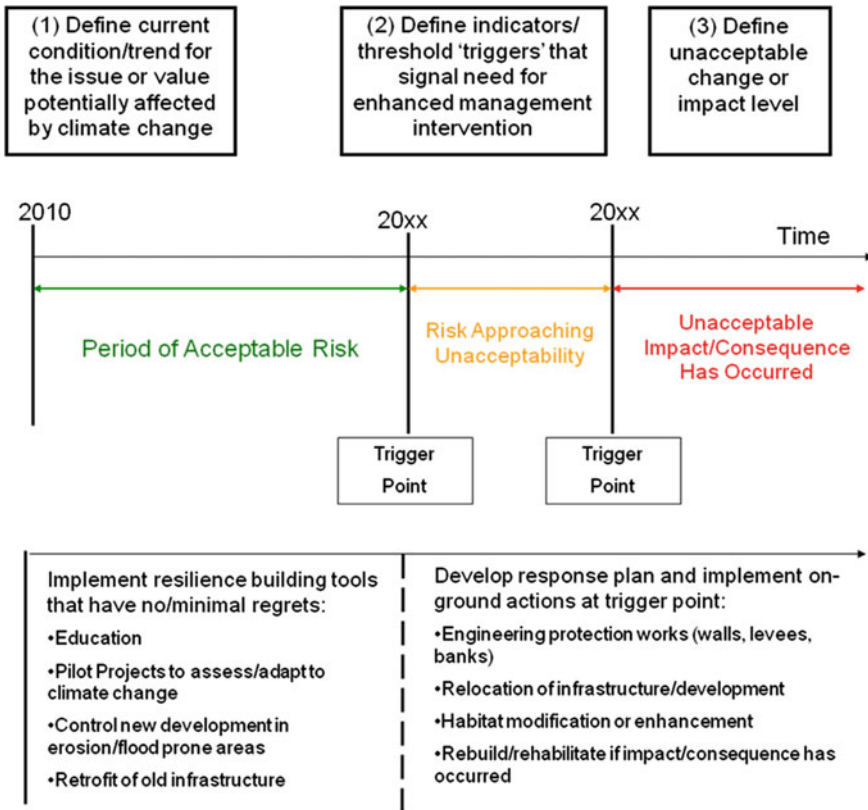 (1) Define current
condition/trend for
the issue or value
potentially affected
by climate change
(2) Define indicators/
threshold ‘triggers’ that
signal need for
enhanced management
intervention
(3) Define
unacceptable
change or
impact level
2010
20xx
20xx
Time
Period of Acceptable Risk
Risk Approaching
Unacceptability
Unacceptable
Impact/Consequence
Has Occurred
Trigger
Point
Trigger
Point
Implement resilience building tools
that have no/minimal regrets:
•Education
•Pilot Projects to assess/adapt to
climate change
•Control new development in
erosion/flood prone areas
•Retrofit of old infrastructure
Develop response plan and implement on-
ground actions at trigger point:
•Engineering protection works (walls, levees,
banks)
•Relocation of infrastructure/development
•Habitat modification or enhancement
•Rebuild/rehabilitate if impact/consequence has
occurred